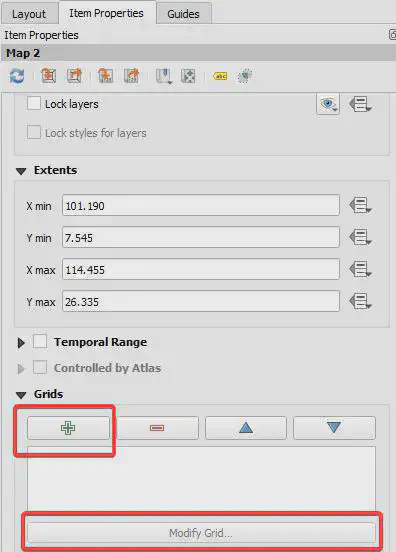 Layout Item Properties Guides
Item Properties
Map 2
abc
Lock layers
Lock styles for layers
Extents
X min 101.190
Y min 7.545
X max 114.455
Y max 26.335
Temporal Range
Controlled by Atlas
Grids
Modify Grid...